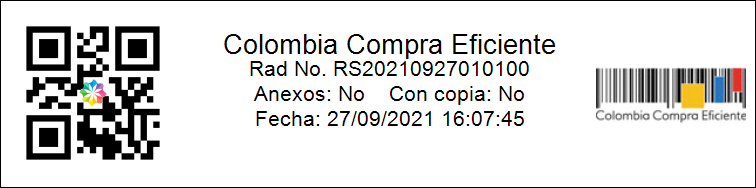 Colombia Compra Eficiente
Rad No. RS20210927010100
Anexos: No    Con copia: No
Fecha: 27/09/2021 16:07:45
Colombia Compra Eficiente